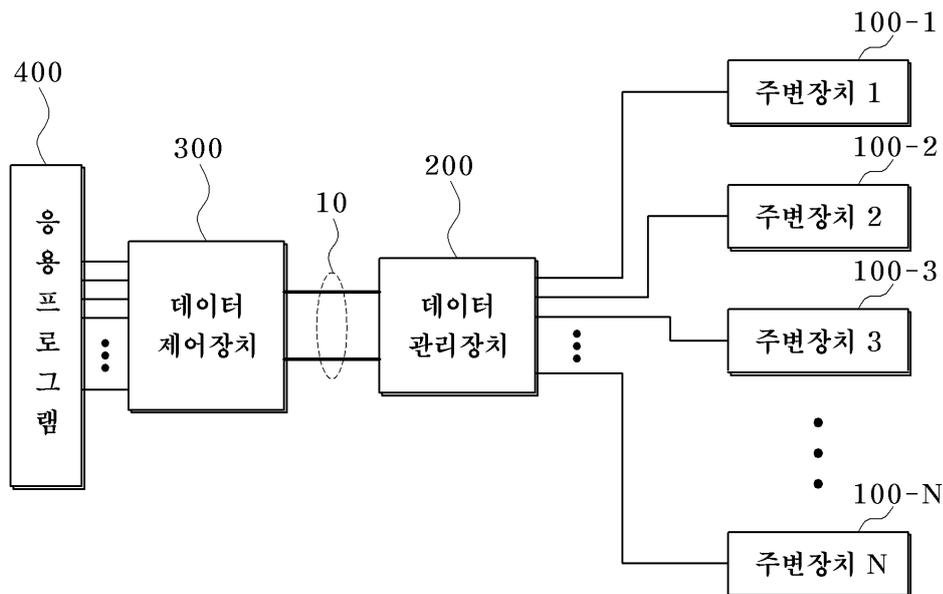 400
응용프로그램
300
데이터
제어장치
10
200
데이터
관리장치
100-1
주변장치 1
100-2
주변장치 2
100-3
주변장치 3
100-N
주변장치 N